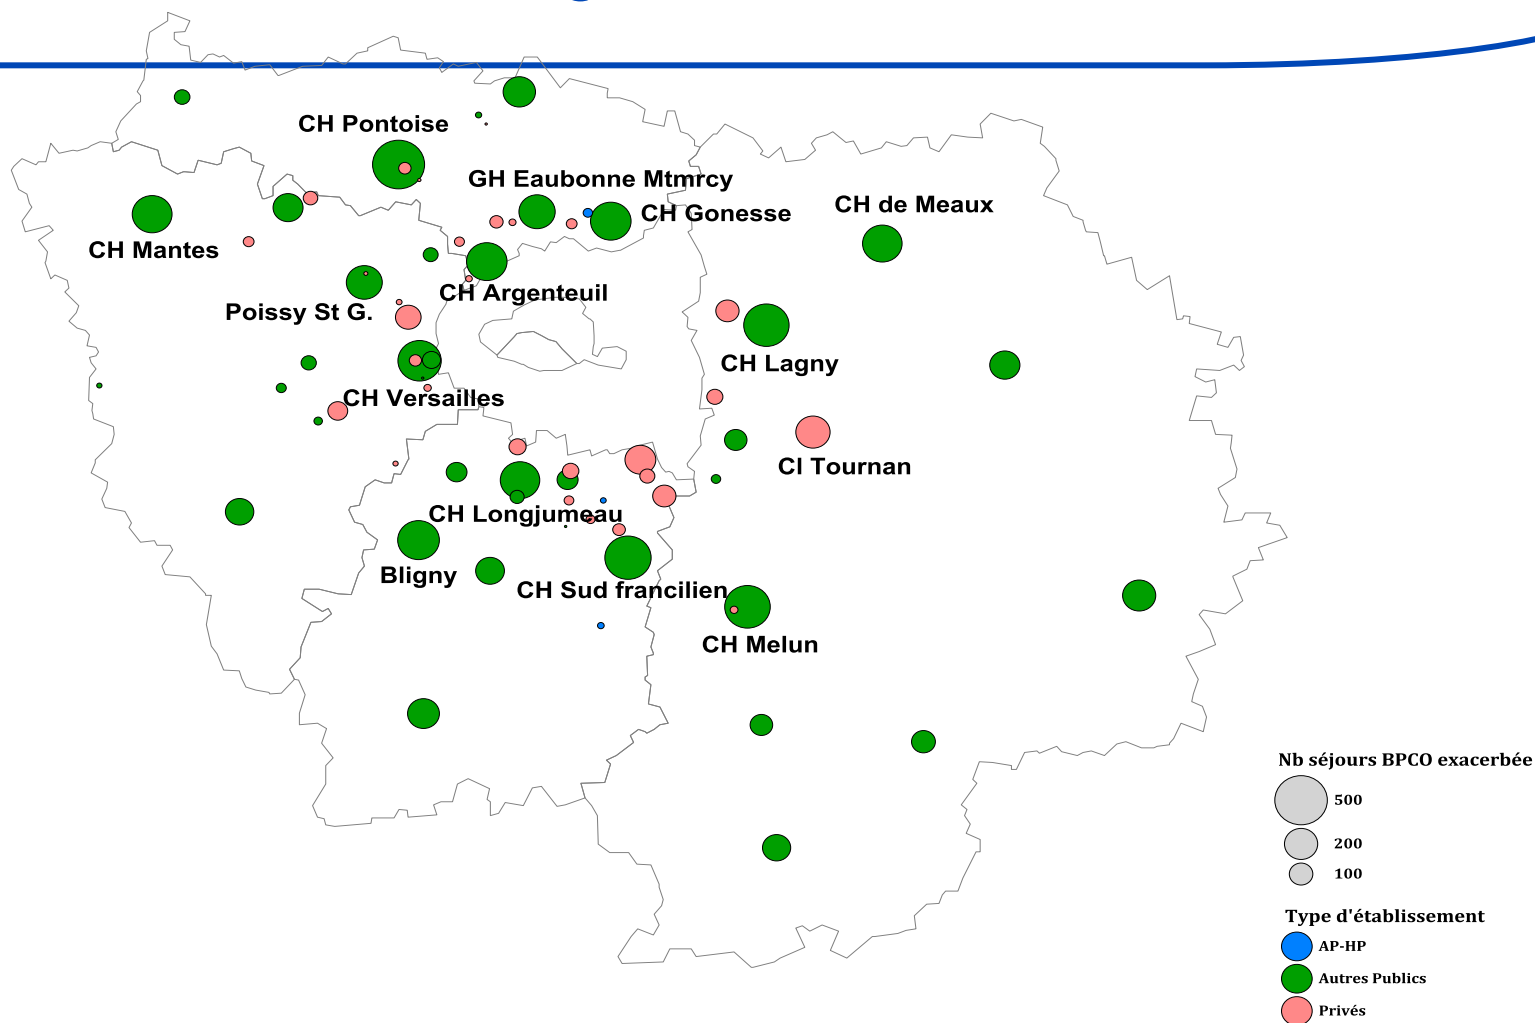 CH Pontoise
GH Eaubonne Mtmrcy
CH Gonesse
CH de Meaux
CH Mantes
CH Argenteuil
Poissy St G.
CH Lagny
CH Versailles
CI Tournan
CH Longjumeau
Bligny
CH Sud francilien
CH Melun
Nb séjours BPCO exacerbée
500
200
100
Type d'établissement
AP-HP
Autres Publics
Privés